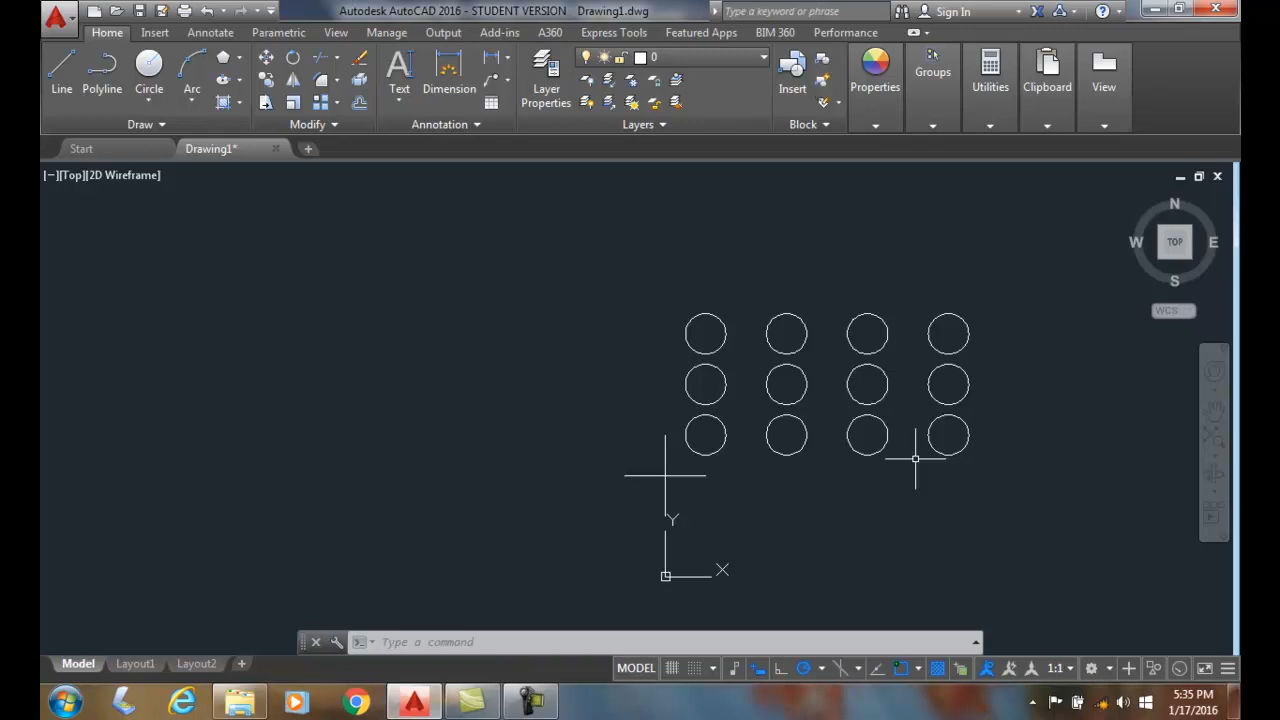 Autodesk AutoCAD 2016 - STUDENT VERSION Drawing1.dwg
Type a keyword or phrase
Sign In
Home Insert Annotate Parametric View Manage Output Add-ins A360 Express Tools Featured Apps BIM 360 Performance
0
Line Polyline Circle Arc
Text Dimension
Layer Properties
Insert
Properties
Groups
Utilities
Clipboard
View
Draw
Modify
Annotation
Layers
Block
Start
Drawing1*
[−][Top][2D Wireframe]
N
W
TOP
E
S
WCS
Y
X
Type a command
Model Layout1 Layout2
MODEL
1:1
5:35 PM
1/17/2016